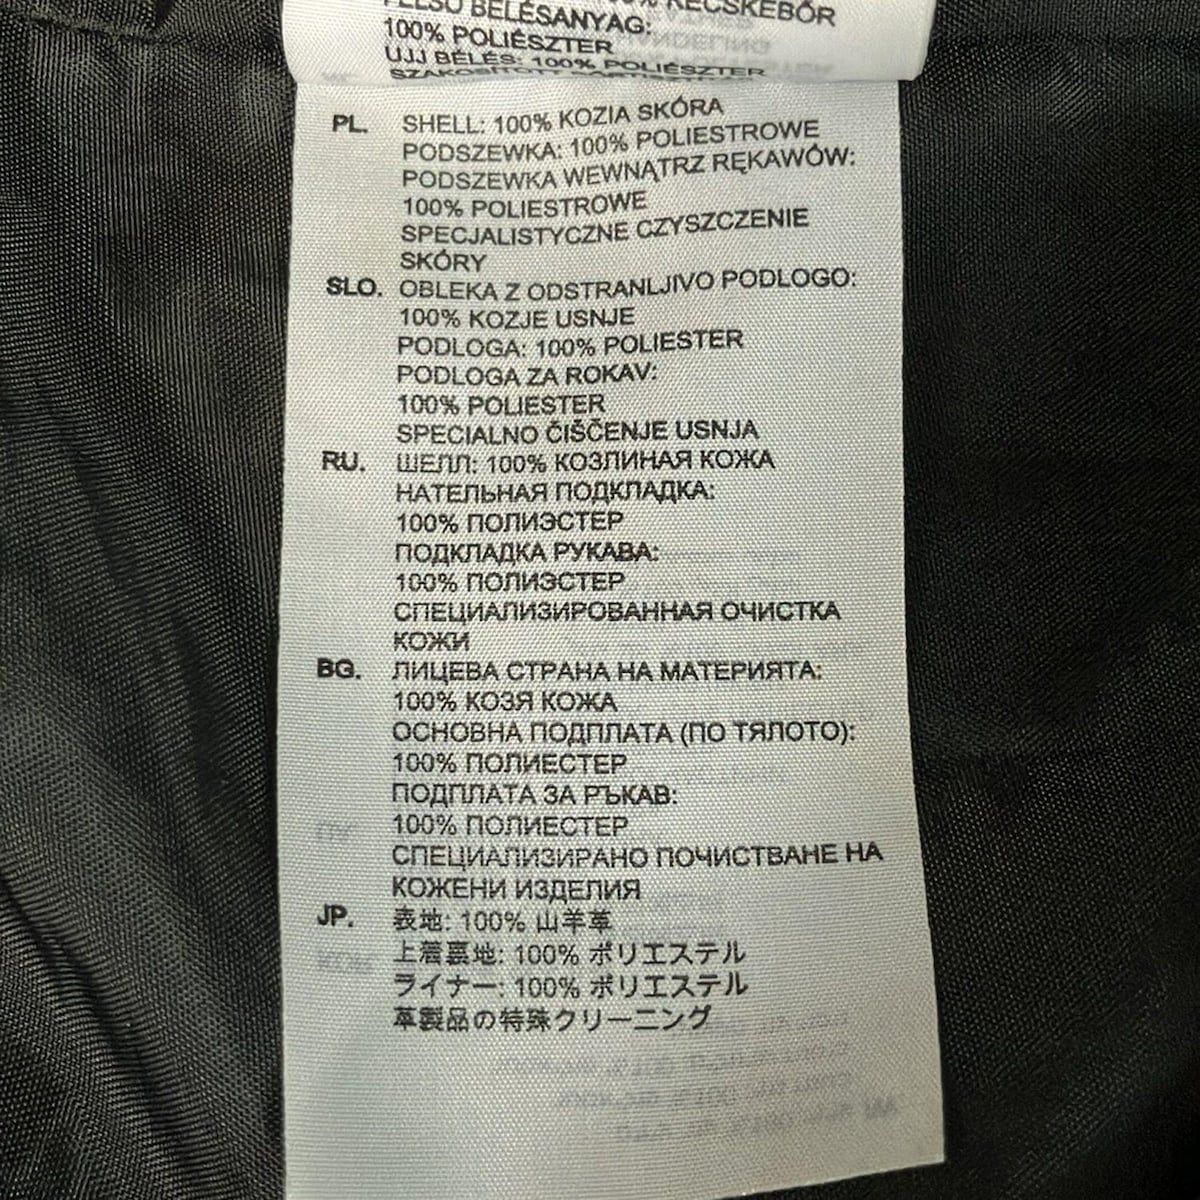 BELÉSANYAG:
100% POLIÉSZTER
UJJ BÉLÉS: 100% POLIÉSZTER
PL. SHELL: 100% KOZIA SKÓRA
PODSZEWKA: 100% POLIESTROWE
PODSZEWKA WEWNĄTRZ RĘKAWÓW:
100% POLIESTROWE
SPECJALISTYCZNE CZYSZCZENIE
SKÓRY
SLO. OBLEKA Z ODSTRANLJIVO PODLOGO:
100% KOZJE USNJE
PODLOGA: 100% POLIESTER
PODLOGA ZA ROKAV:
100% POLIESTER
SPECIALNO ČIŠČENJE USNJA
RU. ШЕЛЛ: 100% КОЗЛИНАЯ КОЖА
НАТЕЛЬНАЯ ПОДКЛАДКА:
100% ПОЛИЭСТЕР
ПОДКЛАДКА РУКАВА:
100% ПОЛИЭСТЕР
СПЕЦИАЛИЗИРОВАННАЯ ОЧИСТКА
КОЖИ
BG. ЛИЦЕВА СТРАНА НА МАТЕРИЯТА:
100% КОЗЯ КОЖА
ОСНОВНА ПОДПЛАТА (ПО ТЯЛОТО):
100% ПОЛИЕСТЕР
ПОДПЛАТА ЗА РЪКАВ:
100% ПОЛИЕСТЕР
СПЕЦИАЛИЗИРАНО ПОЧИСТВАНЕ НА
КОЖЕНИ ИЗДЕЛИЯ
JP. 表地: 100% 山羊革
上着裏地: 100% ポリエステル
ライナー: 100% ポリエステル
革製品の特殊クリーニング